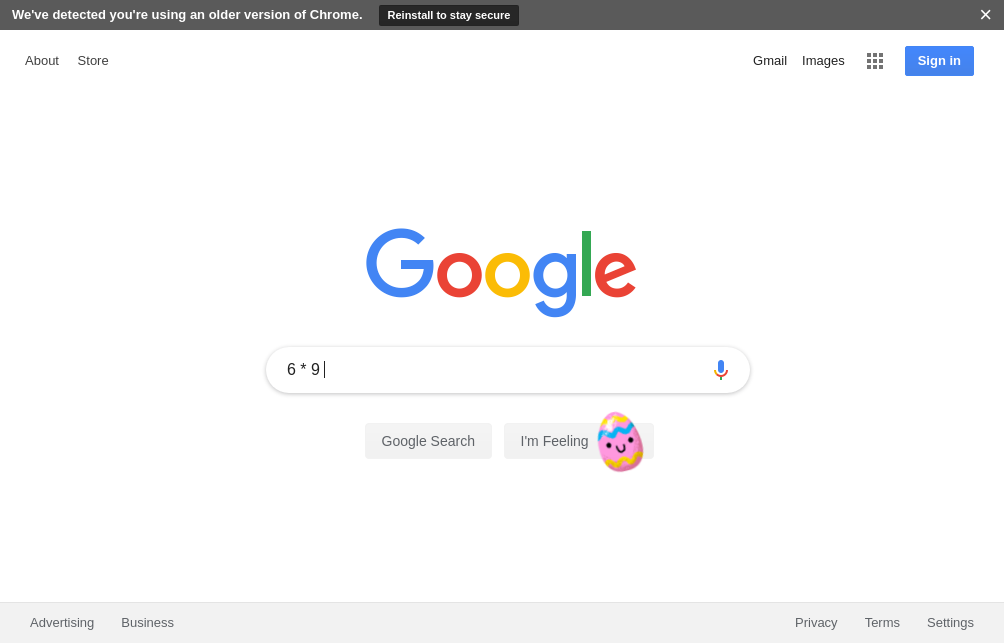 We've detected you're using an older version of Chrome. Reinstall to stay secure
About Store Gmail Images Sign in
Google
6 * 9
Google Search I'm Feeling
Advertising Business Privacy Terms Settings